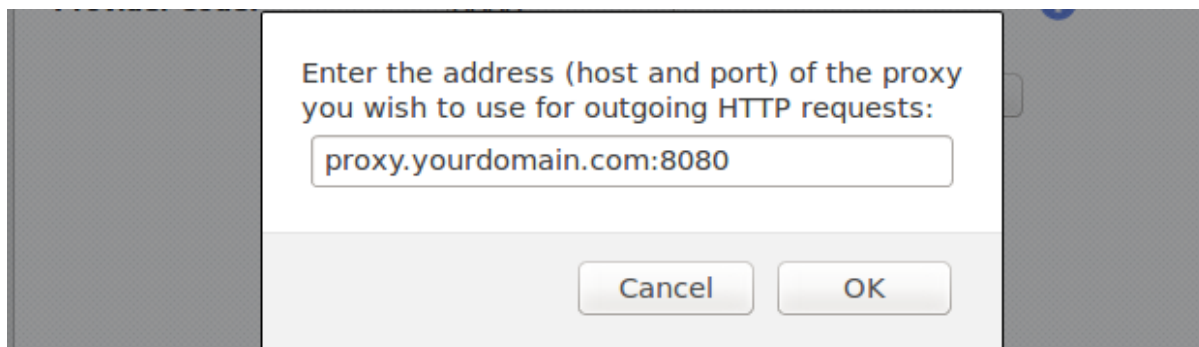 Enter the address (host and port) of the proxy
you wish to use for outgoing HTTP requests:
proxy.yourdomain.com:8080
Cancel OK